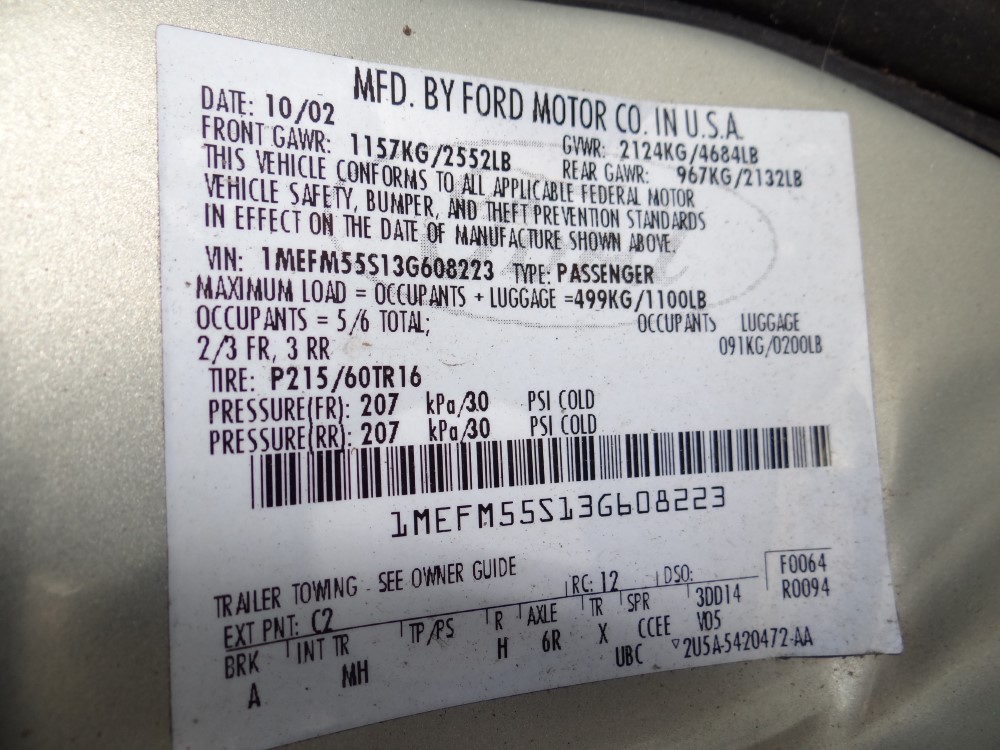 MFD. BY FORD MOTOR CO. IN U.S.A.
DATE: 10/02 GVWR: 2124KG/4684LB
FRONT GAWR: 1157KG/2552LB REAR GAWR: 967KG/2132LB
THIS VEHICLE CONFORMS TO ALL APPLICABLE FEDERAL MOTOR
VEHICLE SAFETY, BUMPER, AND THEFT PREVENTION STANDARDS
IN EFFECT ON THE DATE OF MANUFACTURE SHOWN ABOVE.
VIN: 1MEFM55S13G608223 TYPE: PASSENGER
MAXIMUM LOAD = OCCUPANTS + LUGGAGE =499KG/1100LB
OCCUPANTS = 5/6 TOTAL; OCCUPANTS LUGGAGE
2/3 FR, 3 RR 091KG/0200LB
TIRE: P215/60TR16
PRESSURE(FR): 207 kPa/30 PSI COLD
PRESSURE(RR): 207 kPa/30 PSI COLD
1MEFM55S13G608223
TRAILER TOWING - SEE OWNER GUIDE F0064
EXT PNT: C2 RC: 12 DSO: R0094
BRK INT TR TP/PS R AXLE TR SPR 3DD14
A MH H 6R X CCEE V05
UBC ▽2U5A-5420472-AA